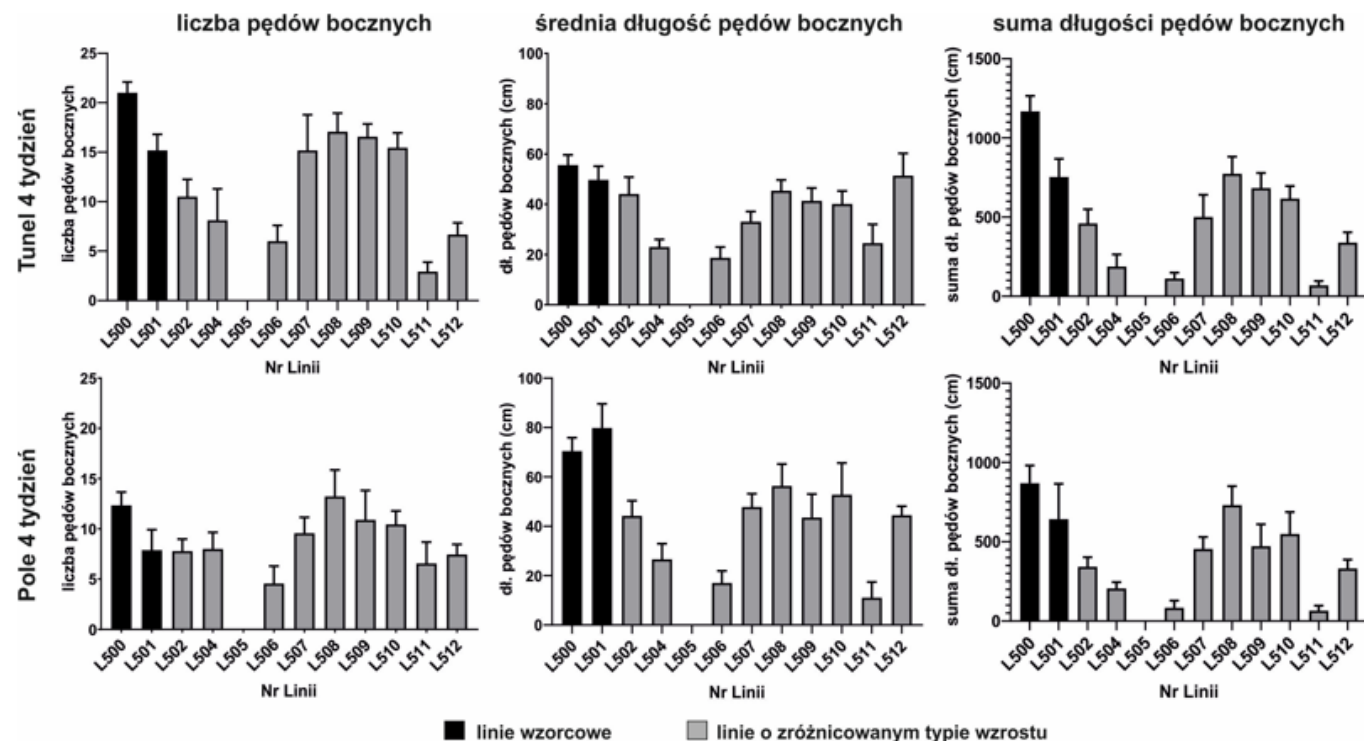 liczba pędów bocznych
średnia długość pędów bocznych
suma długości pędów bocznych
Tunel 4 tydzień
liczba pędów bocznych
25
20
15
10
5
0
L500 L501 L502 L504 L505 L506 L507 L508 L509 L510 L511 L512
Nr Linii
dł. pędów bocznych (cm)
100
80
60
40
20
0
L500 L501 L502 L504 L505 L506 L507 L508 L509 L510 L511 L512
Nr Linii
suma dł. pędów bocznych (cm)
1500
1000
500
0
L500 L501 L502 L504 L505 L506 L507 L508 L509 L510 L511 L512
Nr Linii
Pole 4 tydzień
liczba pędów bocznych
25
20
15
10
5
0
L500 L501 L502 L504 L505 L506 L507 L508 L509 L510 L511 L512
Nr Linii
dł. pędów bocznych (cm)
100
80
60
40
20
0
L500 L501 L502 L504 L505 L506 L507 L508 L509 L510 L511 L512
Nr Linii
suma dł. pędów bocznych (cm)
1500
1000
500
0
L500 L501 L502 L504 L505 L506 L507 L508 L509 L510 L511 L512
Nr Linii
linie wzorcowe
linie o zróżnicowanym typie wzrostu